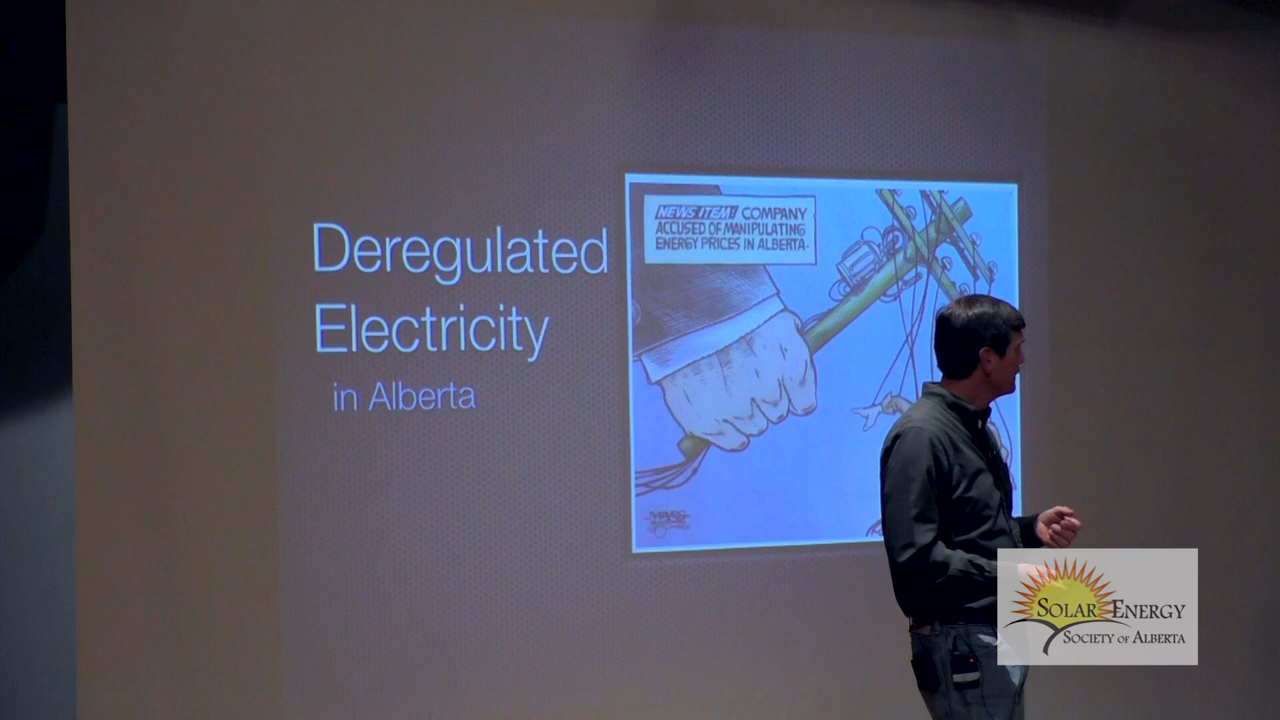 Deregulated
Electricity
in Alberta
NEWS ITEM: COMPANY
ACCUSED OF MANIPULATING
ENERGY PRICES IN ALBERTA.
SOLAR ENERGY
SOCIETY OF ALBERTA